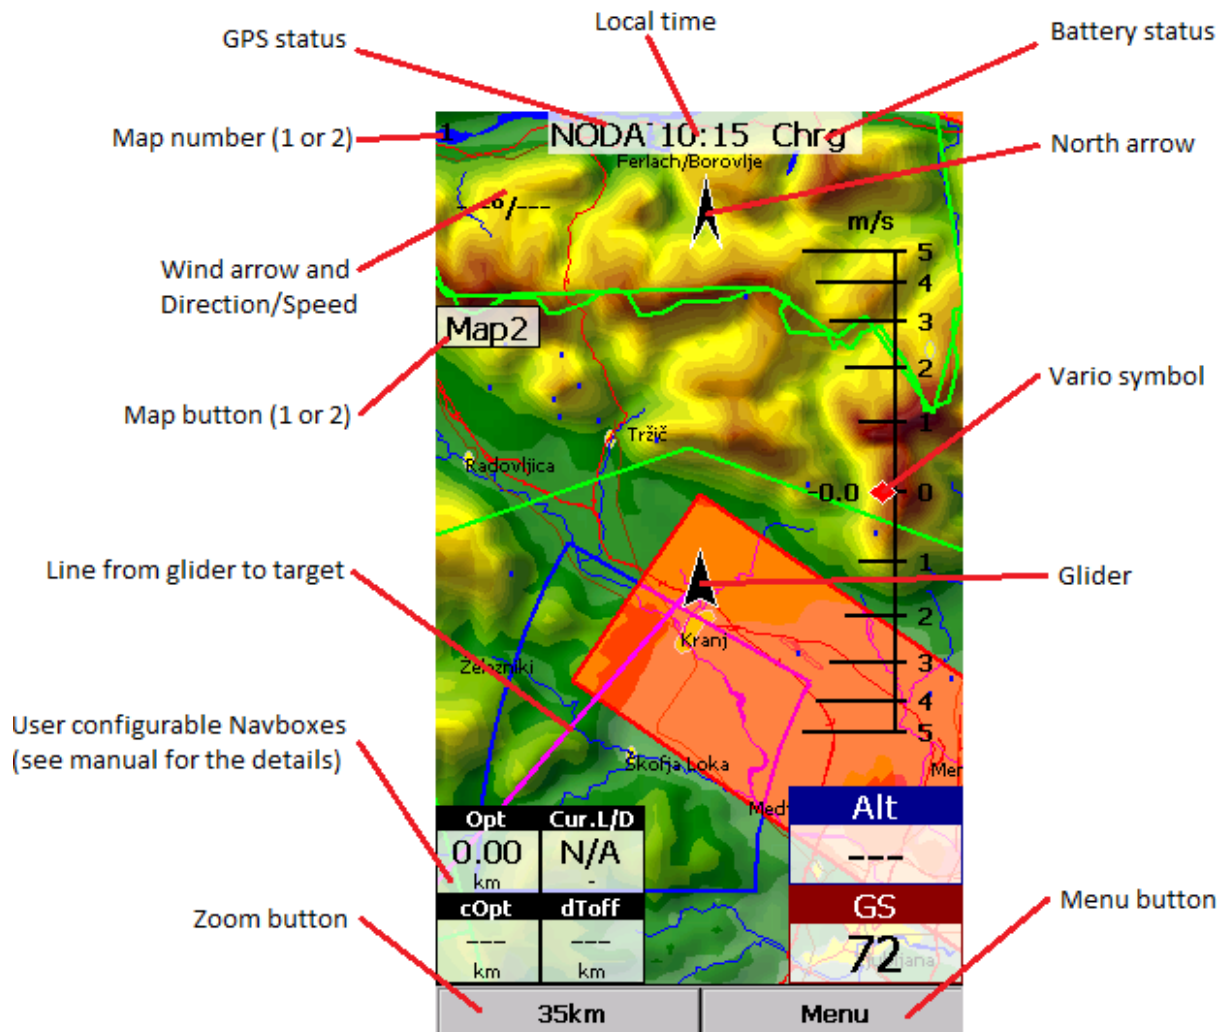 Local time
GPS status
Battery status
Map number (1 or 2)
1
NODA 10:15 Chrg
North arrow
Ferlach/Borovlje
---°/---
m/s
Wind arrow and
Direction/Speed
5
4
3
2
1
-0.0
0
1
2
3
4
5
Map2
Map button (1 or 2)
Vario symbol
Tržič
Radovljica
Line from glider to target
Glider
Kranj
Železniki
User configurable Navboxes
(see manual for the details)
Škofja Loka
Opt
0.00
km
Cur.L/D
N/A
-
cOpt
---
km
dToff
---
km
Alt
---
GS
72
Zoom button
Menu button
35km
Menu